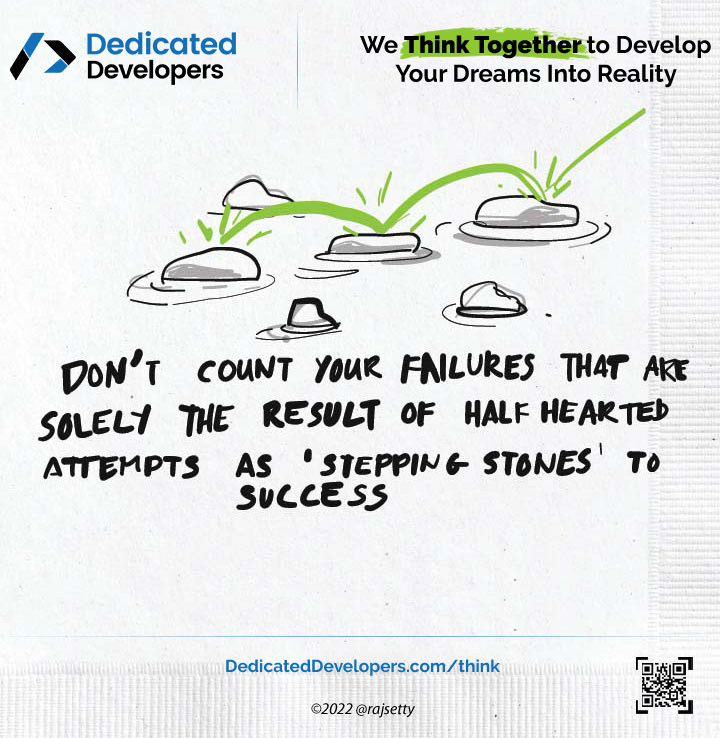 Dedicated
Developers
We Think Together to Develop
Your Dreams Into Reality
DON'T COUNT YOUR FAILURES THAT ARE
SOLELY THE RESULT OF HALF HEARTED
ATTEMPTS AS 'STEPPING STONES' TO
SUCCESS
DedicatedDevelopers.com/think
©2022 @rajsetty